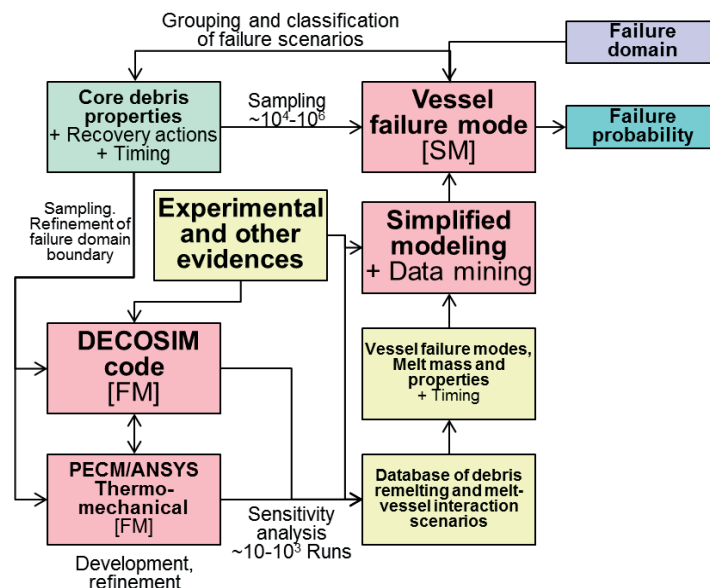 Grouping and classification
of failure scenarios
Failure
domain
Core debris
properties
+ Recovery actions
+ Timing
Sampling
~10⁴-10⁶
Vessel
failure mode
[SM]
Failure
probability
Sampling.
Refinement of
failure domain
boundary
Experimental
and other
evidences
Simplified
modeling
+ Data mining
DECOSIM
code
[FM]
Vessel failure modes,
Melt mass and
properties
+ Timing
PECM/ANSYS
Thermo-
mechanical
[FM]
Sensitivity
analysis
~10-10³ Runs
Database of debris
remelting and melt-
vessel interaction
scenarios
Development,
refinement